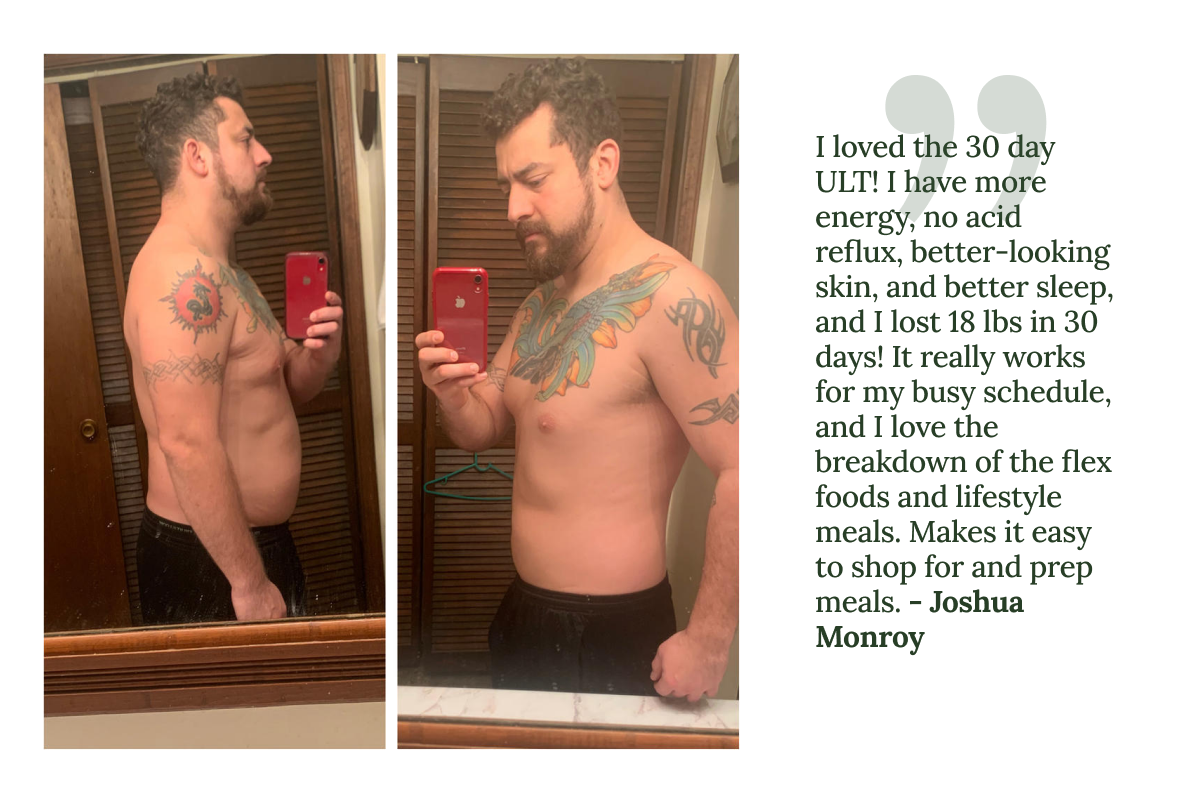 I loved the 30 day
ULT! I have more
energy, no acid
reflux, better-looking
skin, and better sleep,
and I lost 18 lbs in 30
days! It really works
for my busy schedule,
and I love the
breakdown of the flex
foods and lifestyle
meals. Makes it easy
to shop for and prep
meals. - Joshua
Monroy